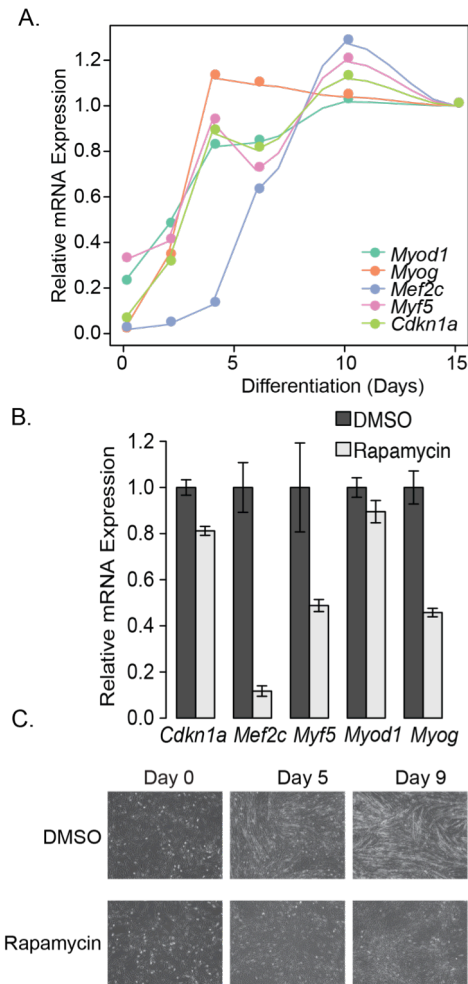 A.
Relative mRNA Expression
1.2
1.0
0.8
0.6
0.4
0.2
0.0
Myod1
Myog
Mef2c
Myf5
Cdkn1a
0 5 10 15
Differentiation (Days)
B.
DMSO
Rapamycin
Relative mRNA Expression
1.2
1.0
0.8
0.6
0.4
0.2
0.0
Cdkn1a Mef2c Myf5 Myod1 Myog
C.
Day 0 Day 5 Day 9
DMSO
Rapamycin